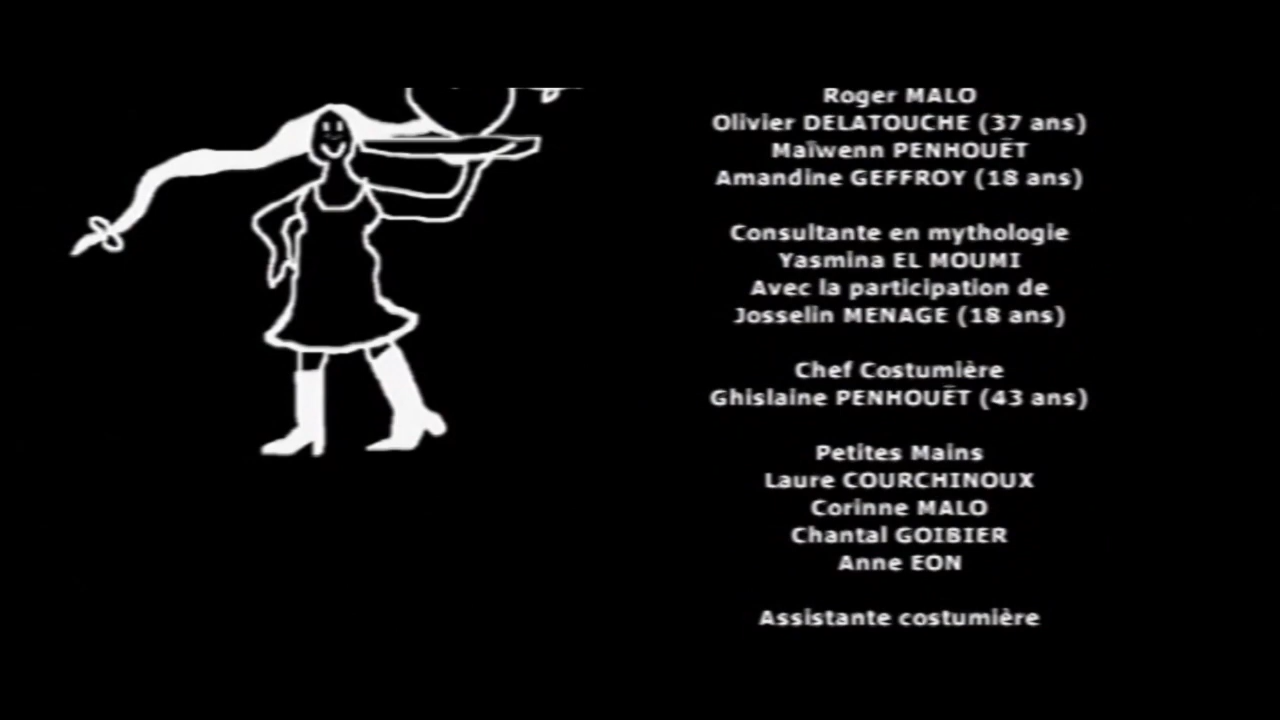 Roger MALO
Olivier DELATOUCHE (37 ans)
Maïwenn PENHOUËT
Amandine GEFFROY (18 ans)
Consultante en mythologie
Yasmina EL MOUMI
Avec la participation de
Josselin MENAGE (18 ans)
Chef Costumière
Ghislaine PENHOUËT (43 ans)
Petites Mains
Laure COURCHINOUX
Corinne MALO
Chantal GOIBIER
Anne EON
Assistante costumière